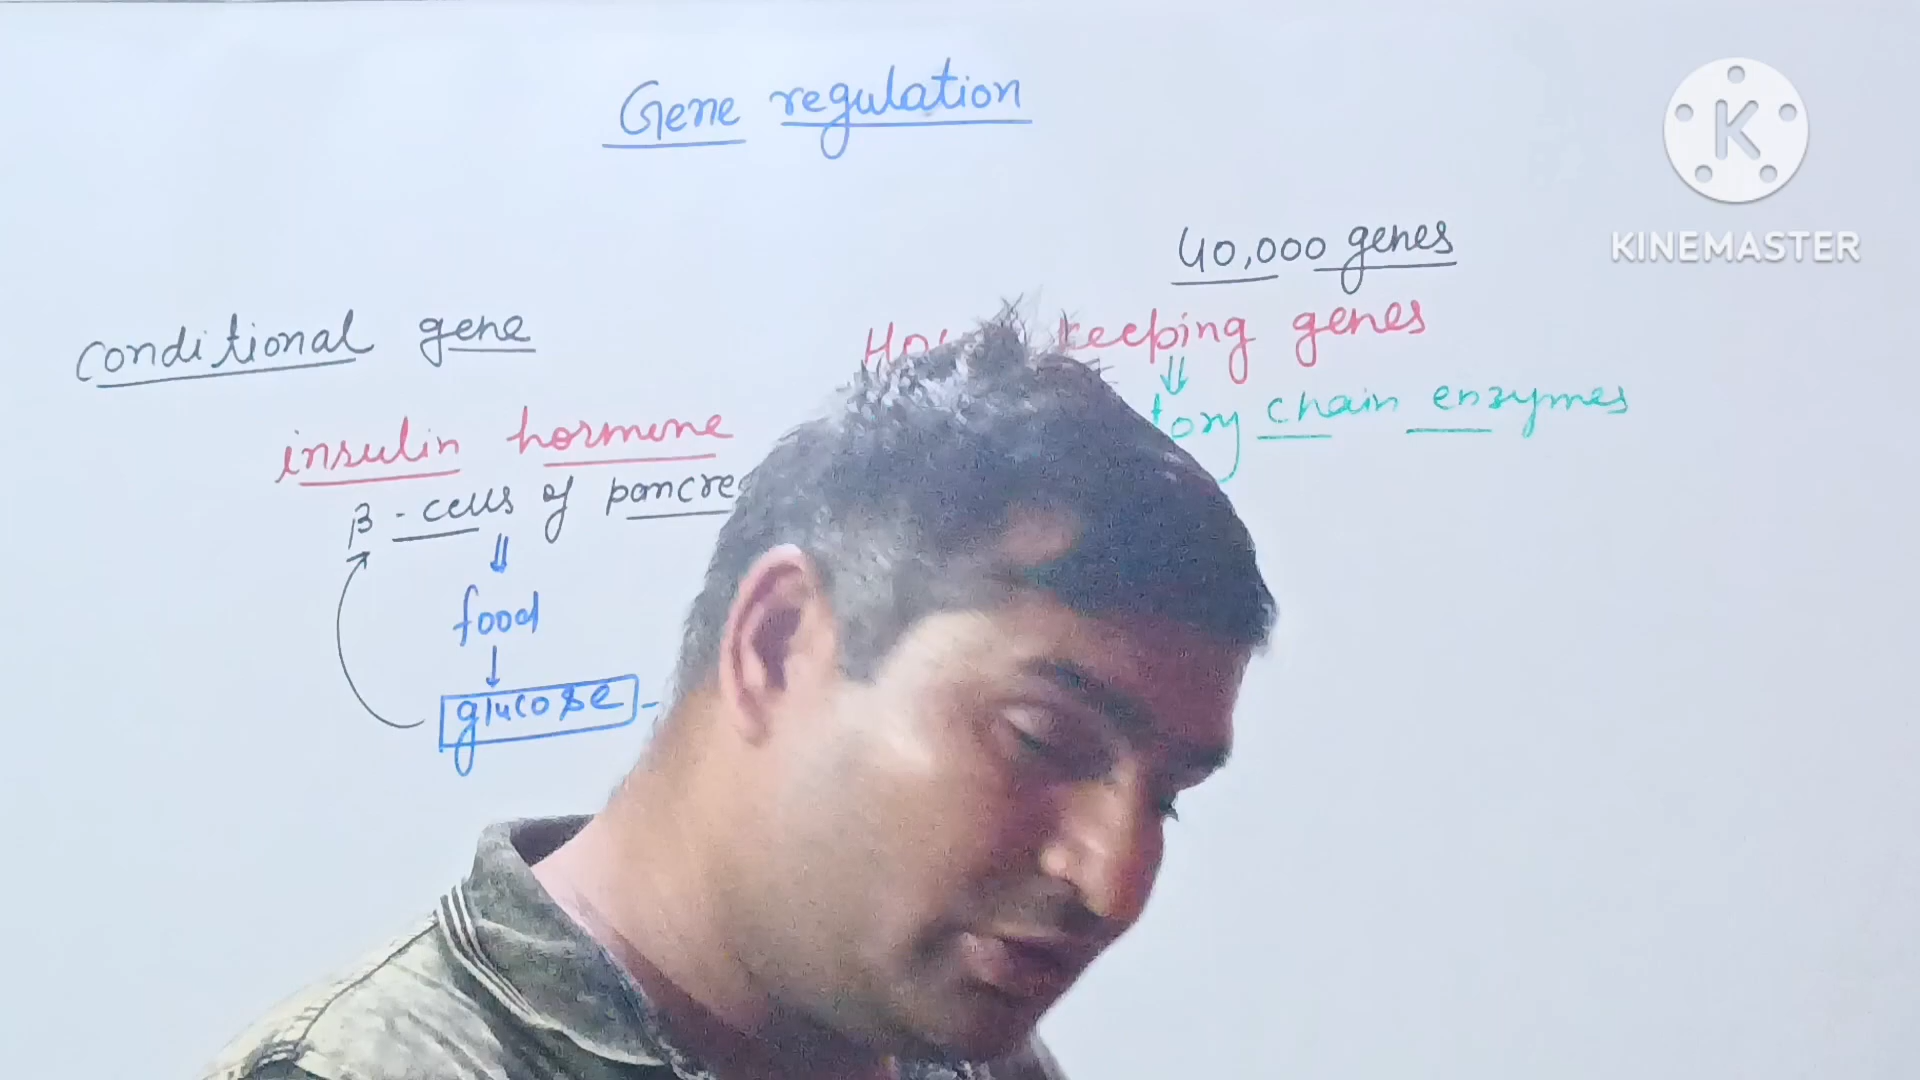 Gene regulation
40,000 genes
keeping genes
conditional gene
chain enzymes
insulin hormone
β - cells of
food
glucose
K
KINEMASTER